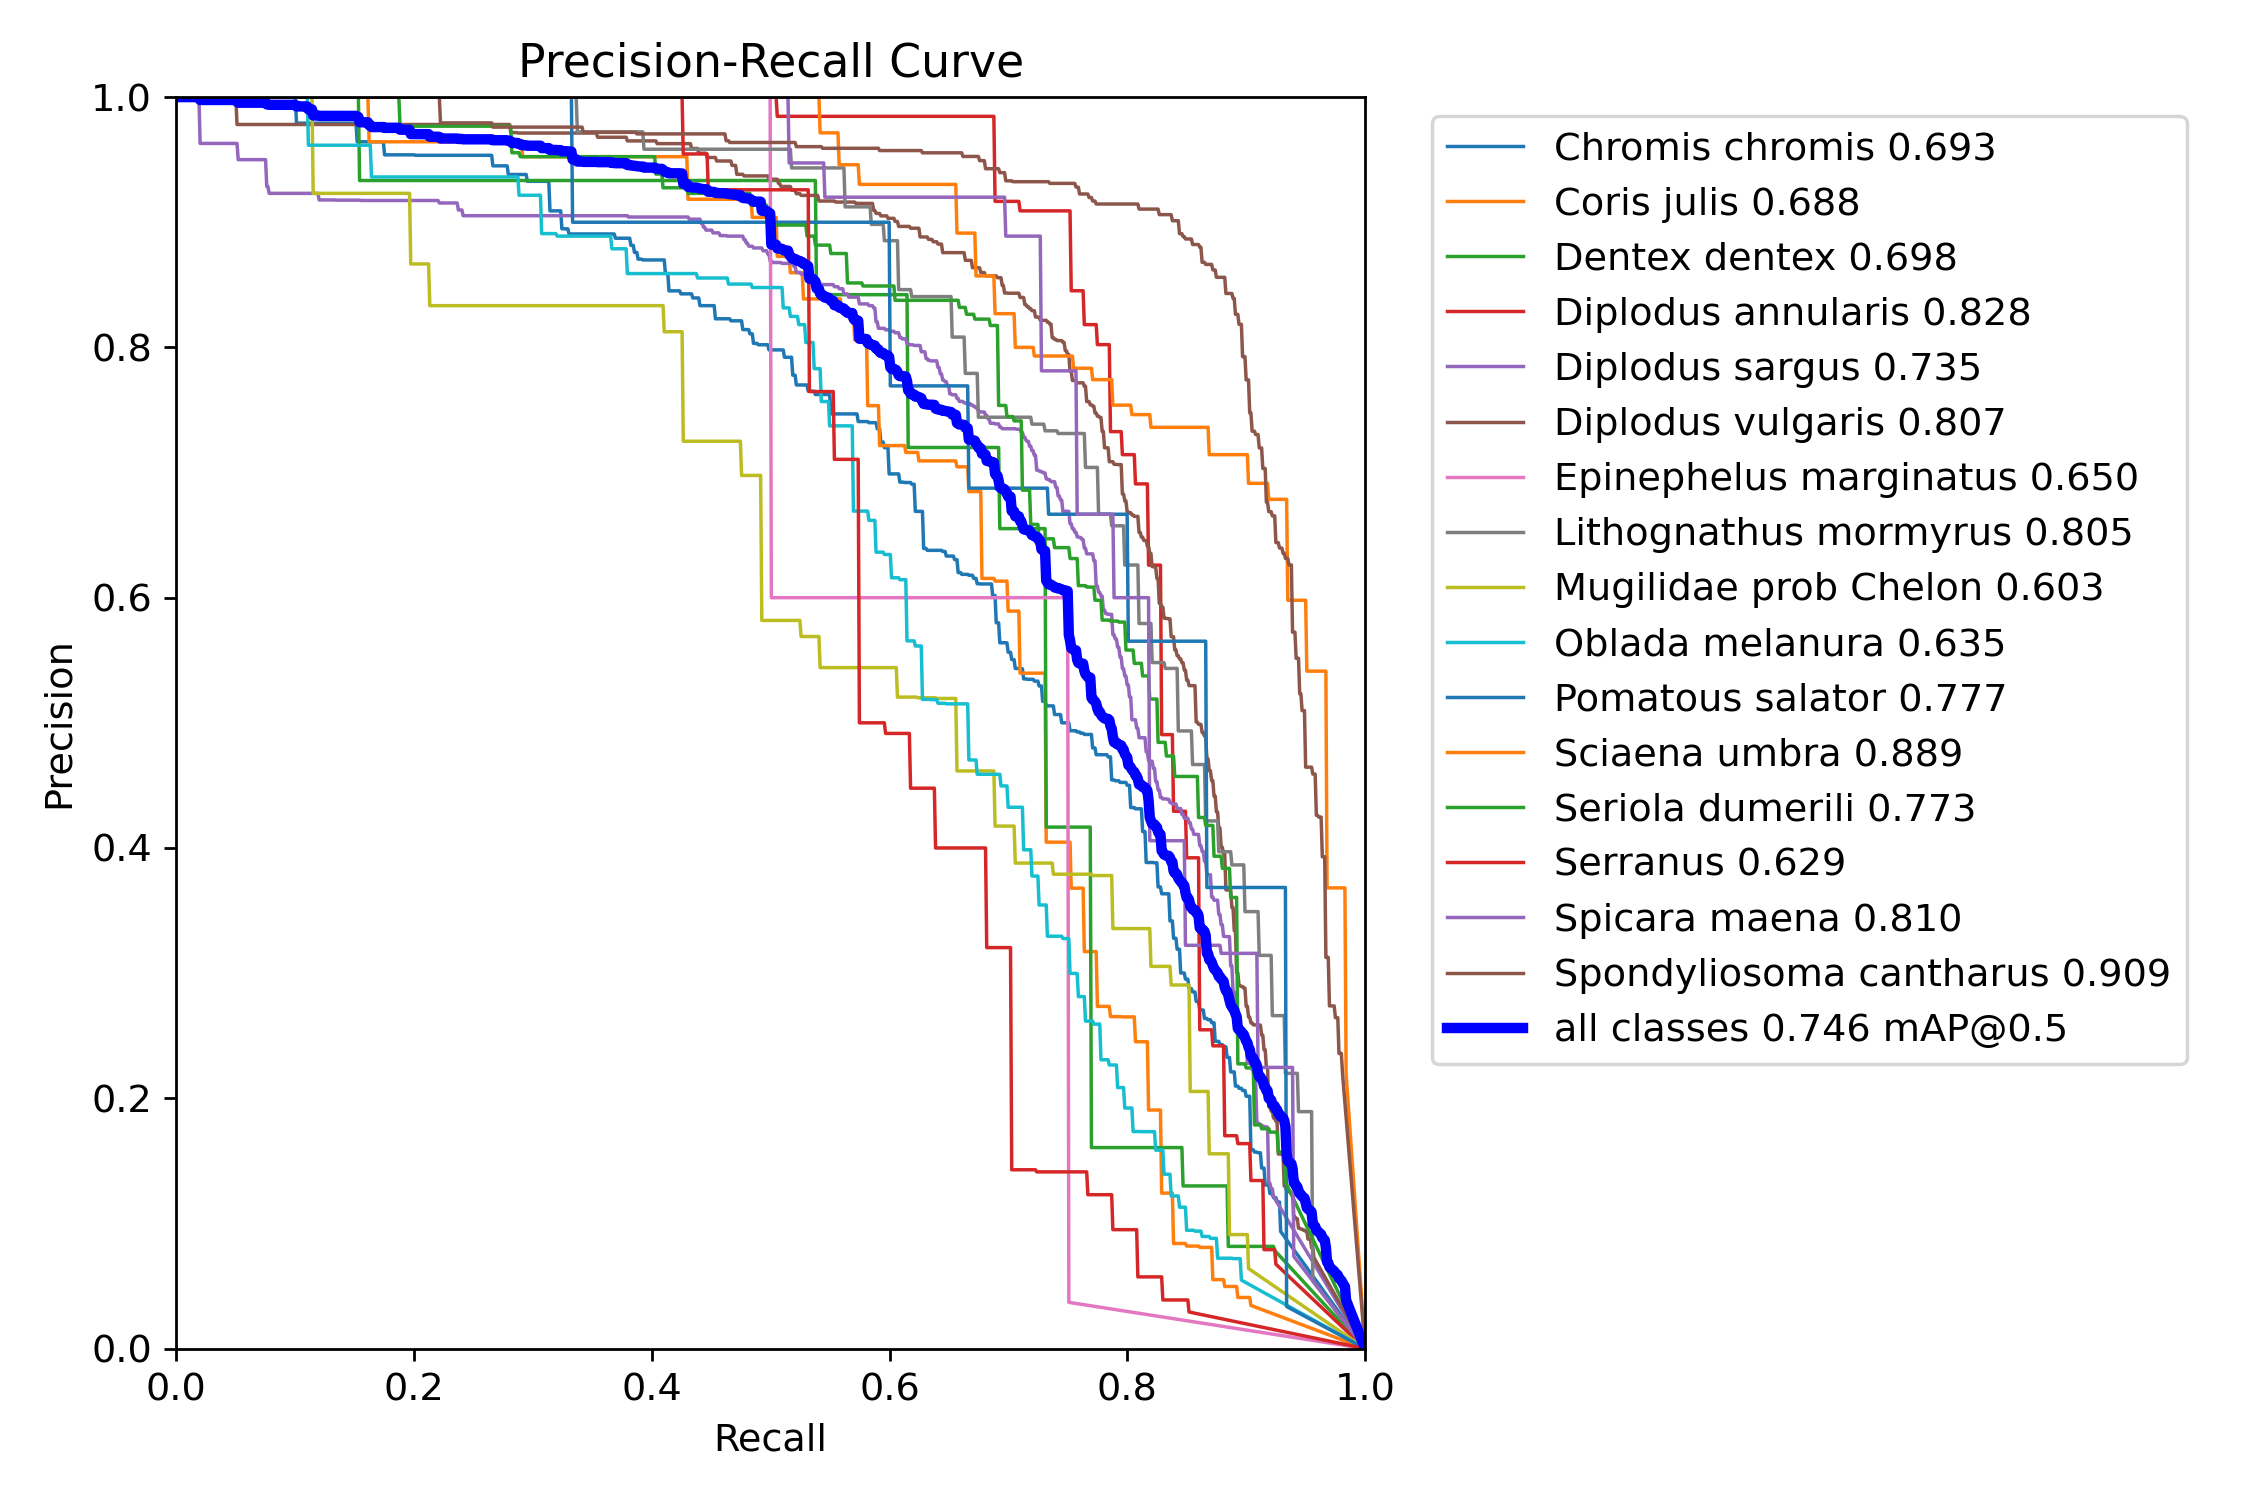 Precision-Recall Curve
1.0
0.8
0.6
0.4
0.2
0.0
Precision
0.0 0.2 0.4 0.6 0.8 1.0
Recall
Chromis chromis 0.693
Coris julis 0.688
Dentex dentex 0.698
Diplodus annularis 0.828
Diplodus sargus 0.735
Diplodus vulgaris 0.807
Epinephelus marginatus 0.650
Lithognathus mormyrus 0.805
Mugilidae prob Chelon 0.603
Oblada melanura 0.635
Pomatous salator 0.777
Sciaena umbra 0.889
Seriola dumerili 0.773
Serranus 0.629
Spicara maena 0.810
Spondyliosoma cantharus 0.909
all classes 0.746 mAP@0.5